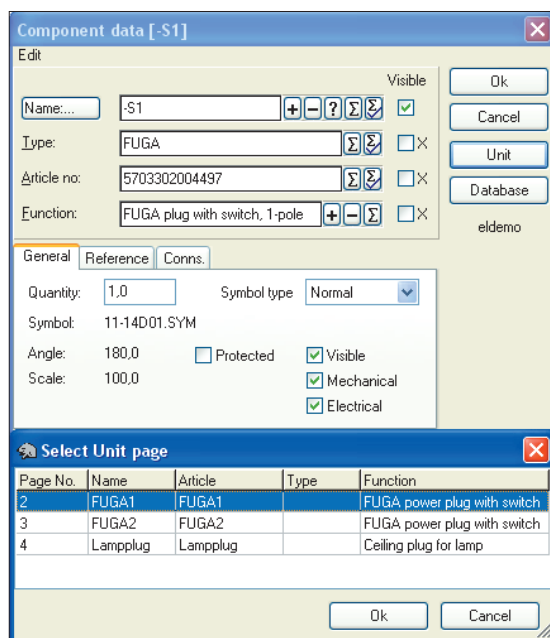 Component data [-S1]
Edit
Visible
Ok
Name:... -S1 + − ? Σ Σ
Cancel
Type: FUGA Σ Σ X
Unit
Article no: 5703302004497 Σ Σ X
Database
Function: FUGA plug with switch, 1-pole + − Σ X
eldemo
General Reference Conns.
Quantity: 1,0 Symbol type Normal
Symbol: 11-14D01.SYM
Angle: 180,0 Protected Visible
Scale: 100,0 Mechanical
Electrical
Select Unit page
Page No. Name Article Type Function
2 FUGA1 FUGA1 FUGA power plug with switch
3 FUGA2 FUGA2 FUGA power plug with switch
4 Lampplug Lampplug Ceiling plug for lamp
Ok Cancel